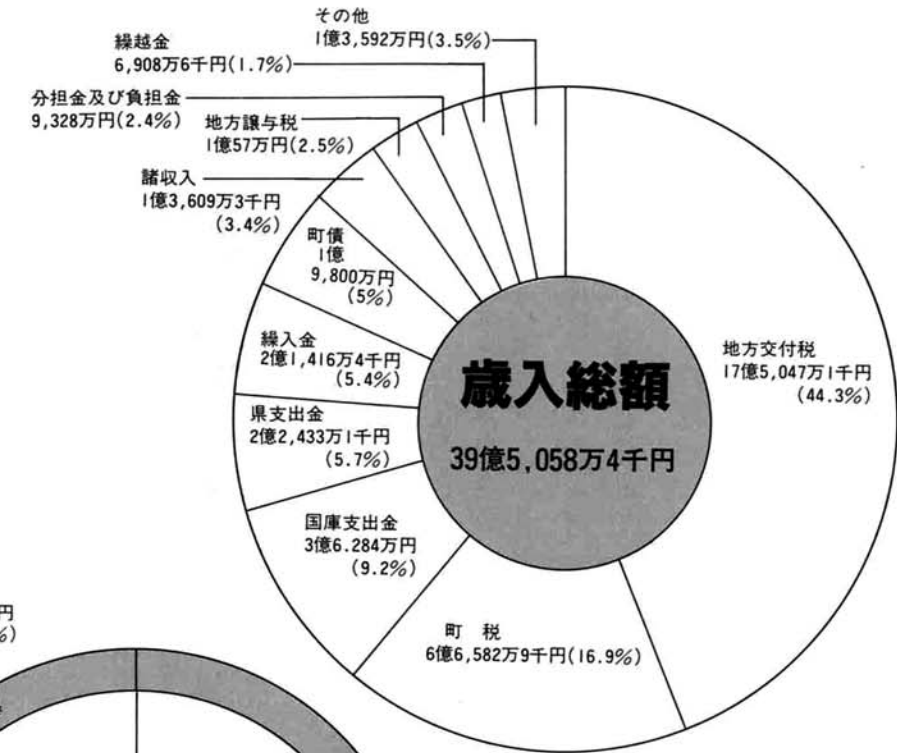 その他
1億3,592万円(3.5%)
繰越金
6,908万6千円(1.7%)
分担金及び負担金
9,328万円(2.4%)
地方譲与税
1億57万円(2.5%)
諸収入
1億3,609万3千円
(3.4%)
町債
1億
9,800万円
(5%)
繰入金
2億1,416万4千円
(5.4%)
県支出金
2億2,433万1千円
(5.7%)
国庫支出金
3億6.284万円
(9.2%)
町 税
6億6,582万9千円(16.9%)
地方交付税
17億5,047万1千円
(44.3%)
歳入総額
39億5,058万4千円
円
%)